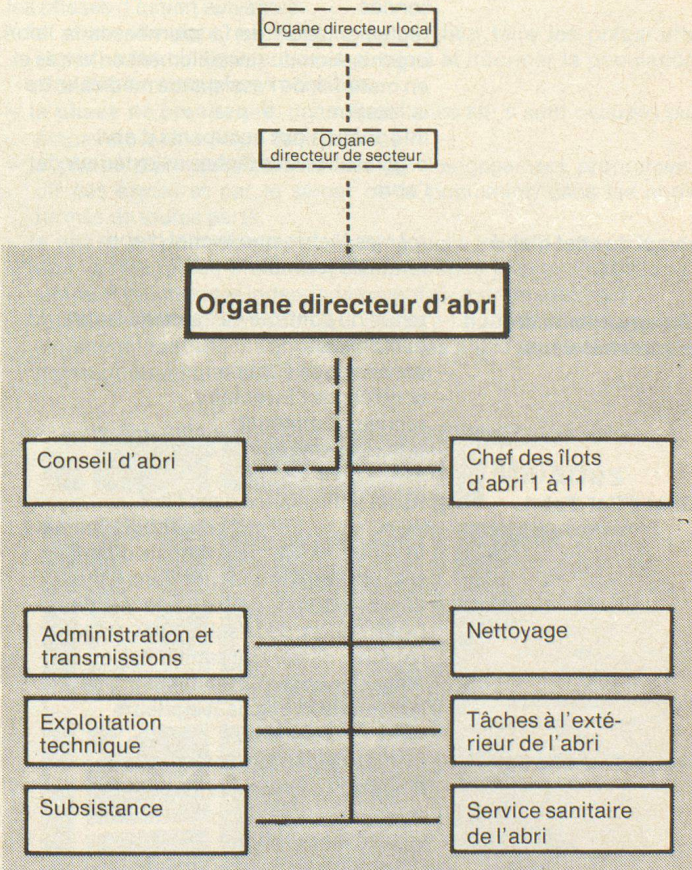 Organe directeur local
Organe
directeur de secteur
Organe directeur d'abri
Conseil d'abri
Chef des îlots
d'abri 1 à 11
Administration et
transmissions
Nettoyage
Exploitation
technique
Tâches à l'exté-
rieur de l'abri
Subsistance
Service sanitaire
de l'abri